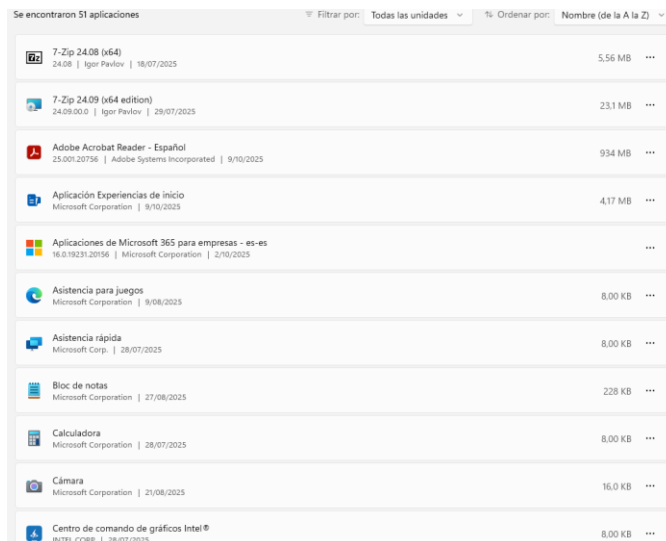 Se encontraron 51 aplicaciones
Filtrar por: Todas las unidades
Ordenar por: Nombre (de la A la Z)
7z
7-Zip 24.08 (x64)
24.08 | Igor Pavlov | 18/07/2025
5,56 MB
7-Zip 24.09 (x64 edition)
24.09.00.0 | Igor Pavlov | 29/07/2025
23,1 MB
Adobe Acrobat Reader - Español
25.001.20756 | Adobe Systems Incorporated | 9/10/2025
934 MB
Aplicación Experiencias de inicio
Microsoft Corporation | 9/10/2025
4,17 MB
Aplicaciones de Microsoft 365 para empresas - es-es
16.0.19231.20156 | Microsoft Corporation | 2/10/2025
Asistencia para juegos
Microsoft Corporation | 9/08/2025
8,00 KB
Asistencia rápida
Microsoft Corp. | 28/07/2025
8,00 KB
Bloc de notas
Microsoft Corporation | 27/08/2025
228 KB
Calculadora
Microsoft Corporation | 28/07/2025
8,00 KB
Cámara
Microsoft Corporation | 21/08/2025
16,0 KB
Centro de comando de gráficos Intel®
INTEL CORP | 28/07/2025
8,00 KB